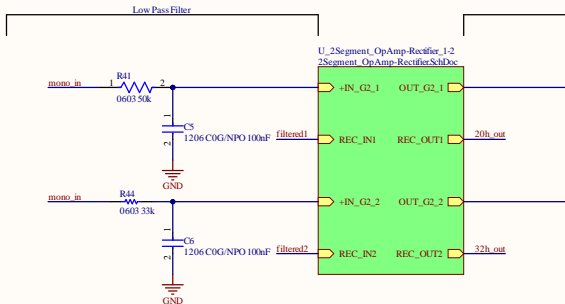 Low Pass Filter
U_2Segment_OpAmp-Rectifier_1-2
2Segment_OpAmp-Rectifier.SchDoc
mono_in
1
R41
2
0603 50k
+IN_G2_1
OUT_G2_1
1
C5
1206 C0G/NPO 100nF
2
filtered1
REC_IN1
REC_OUT1
20h_out
GND
mono_in
R44
0603 33k
+IN_G2_2
OUT_G2_2
1
C6
1206 C0G/NPO 100nF
2
filtered2
REC_IN2
REC_OUT2
32h_out
GND